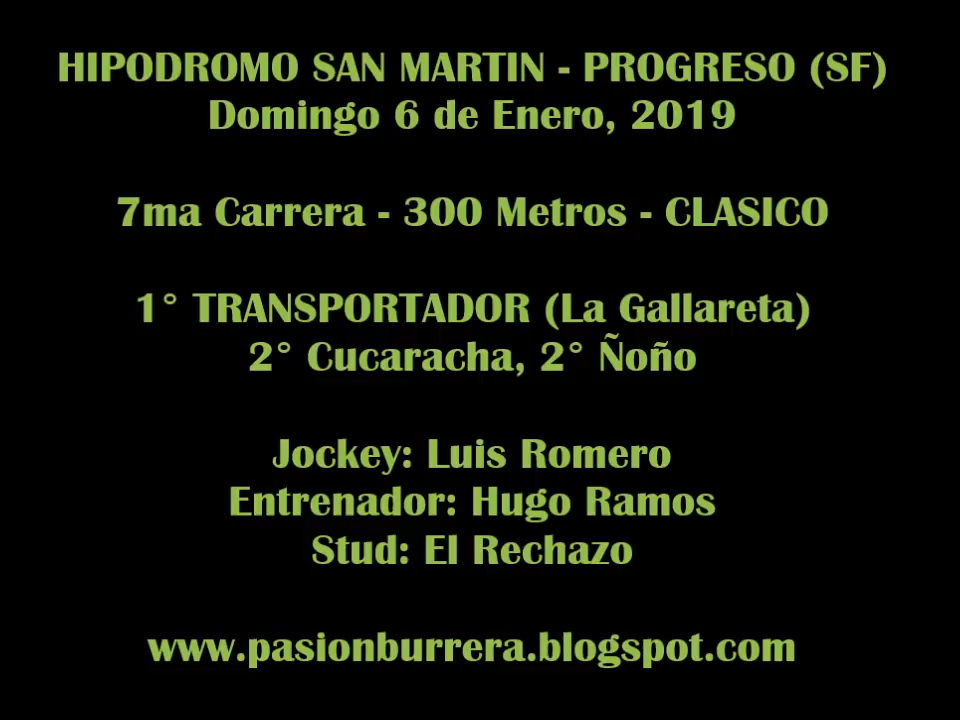 HIPODROMO SAN MARTIN - PROGRESO (SF)
Domingo 6 de Enero, 2019
7ma Carrera - 300 Metros - CLASICO
1° TRANSPORTADOR (La Gallareta)
2° Cucaracha, 2° Ñoño
Jockey: Luis Romero
Entrenador: Hugo Ramos
Stud: El Rechazo
www.pasionburrera.blogspot.com